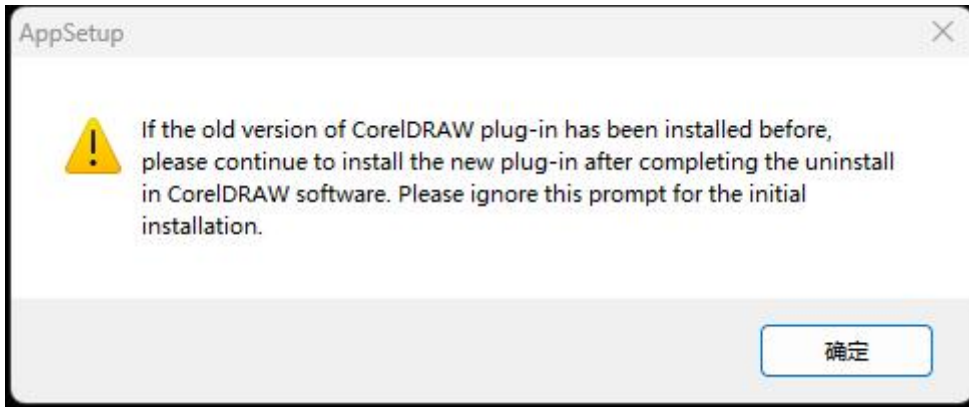 AppSetup
If the old version of CorelDRAW plug-in has been installed before,
please continue to install the new plug-in after completing the uninstall
in CorelDRAW software. Please ignore this prompt for the initial
installation.
确定